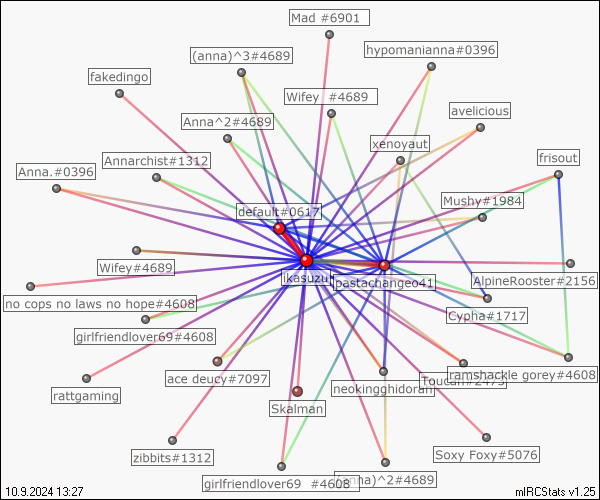 Mad #6901
(anna)^3#4689
hypomanianna#0396
fakedingo
Wifey #4689
avelicious
Anna^2#4689
xenoyaut
frisout
Annarchist#1312
Anna.#0396
Mushy#1984
default#0617
Wifey#4689
ikasuzu
pastachangeo41
AlpineRooster#2156
no cops no laws no hope#4608
Cypha#1717
girlfriendlover69#4608
ace deucy#7097
neokingghidorah
Toucan#2475
ramshackle gorey#4608
rattgaming
Skalman
zibbits#1312
Soxy Foxy#5076
girlfriendlover69 #4608
(anna)^2#4689
10.9.2024 13:27
mIRCStats v1.25